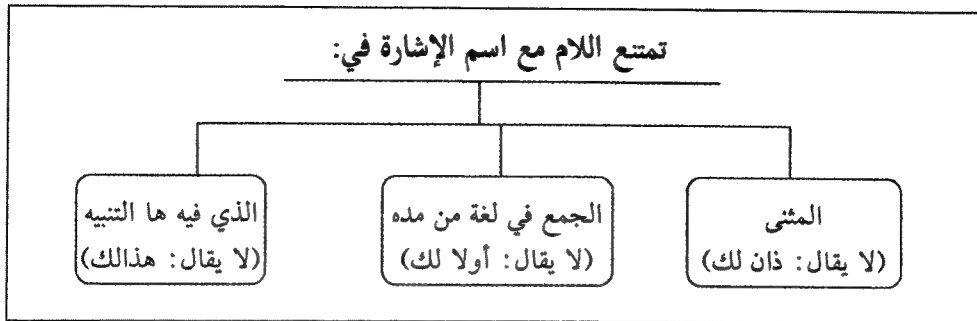 تمتنع اللام مع اسم الإشارة في:
المثنى
(لا يقال: ذان لك)
الجمع في لغة من مده
(لا يقال: أولا لك)
الذي فيه ها التنبيه
(لا يقال: هذالك)